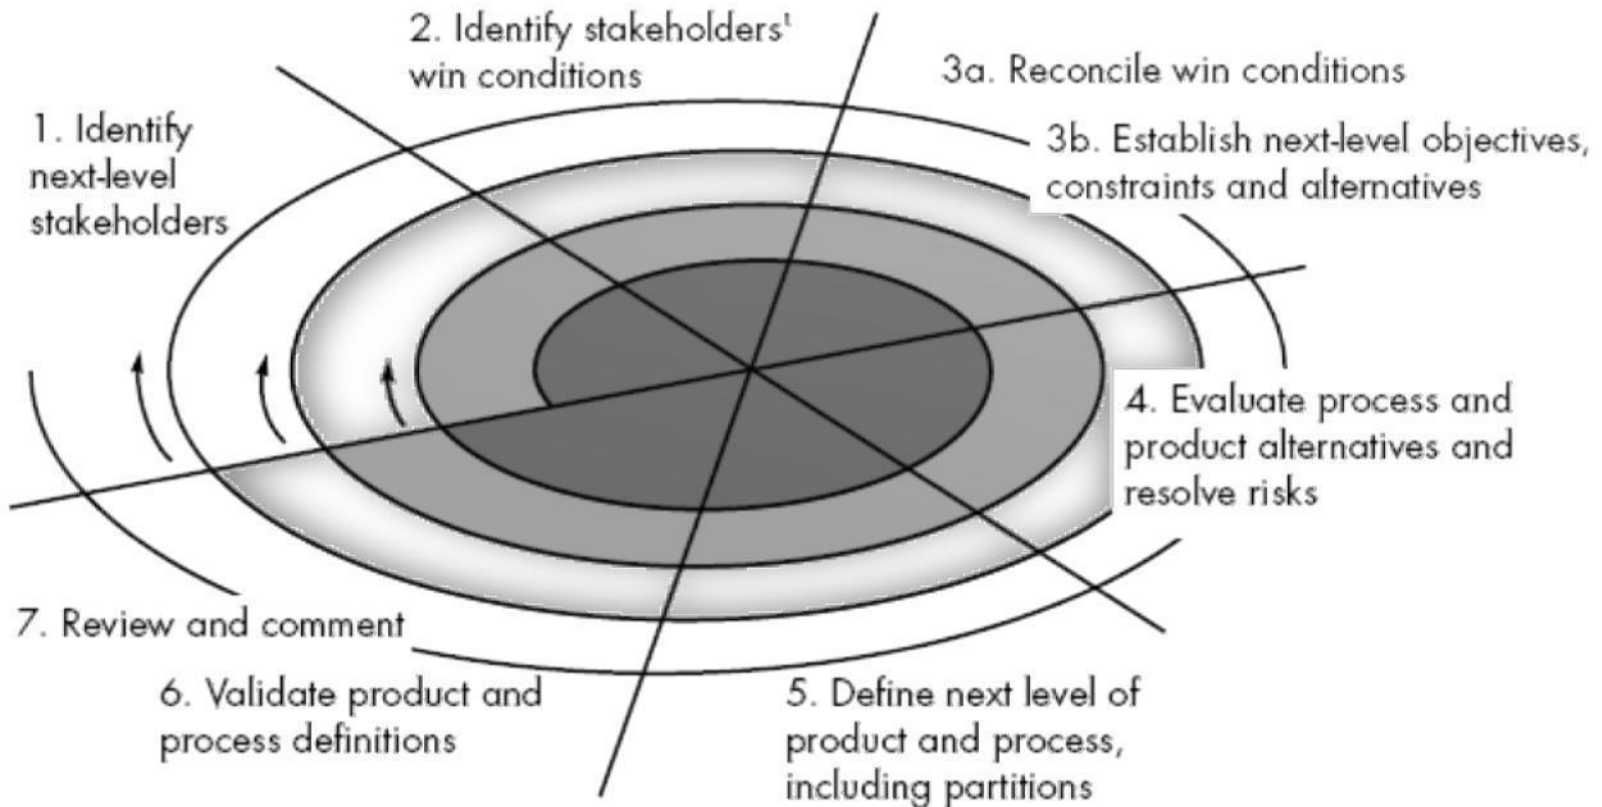 1. Identify
next-level
stakeholders
2. Identify stakeholders'
win conditions
3a. Reconcile win conditions
3b. Establish next-level objectives,
constraints and alternatives
4. Evaluate process and
product alternatives and
resolve risks
5. Define next level of
product and process,
including partitions
6. Validate product and
process definitions
7. Review and comment